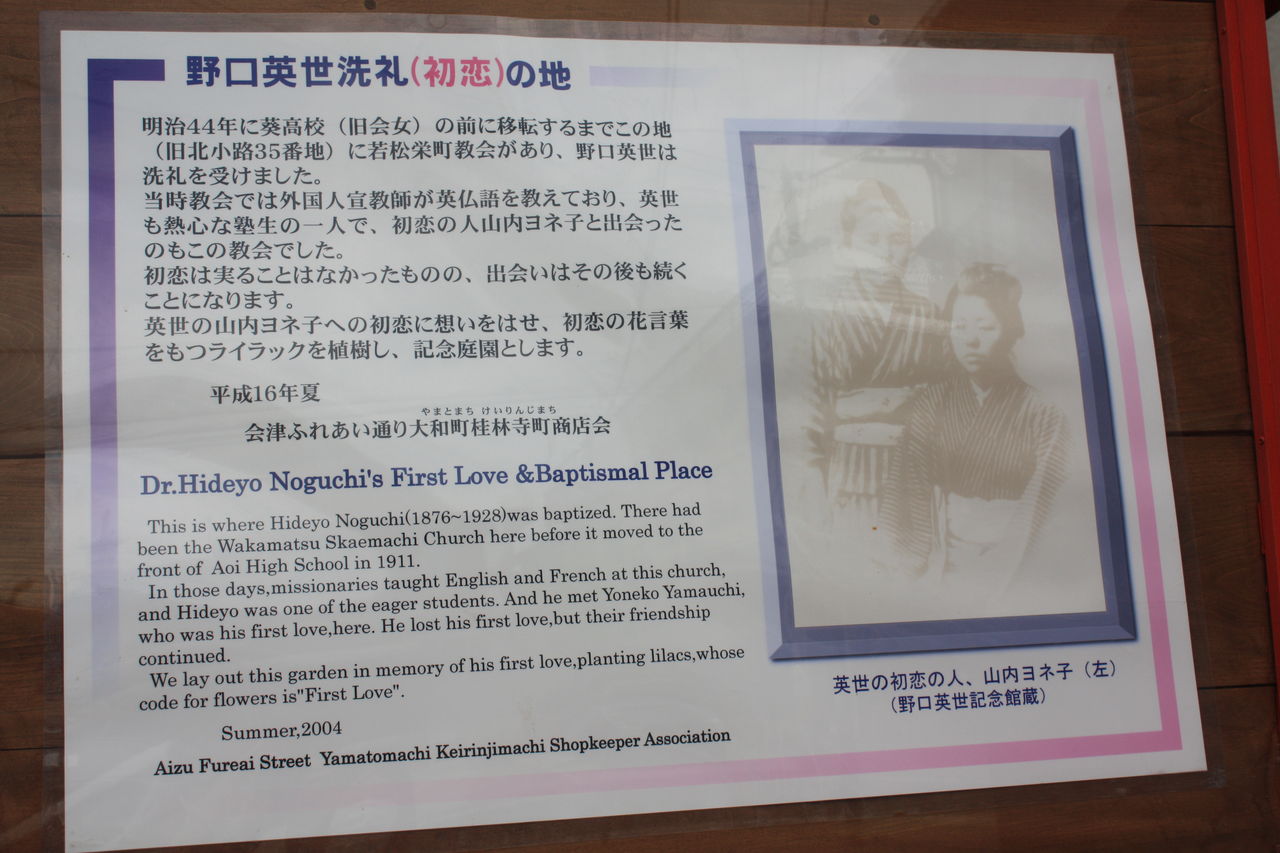 野口英世洗礼(初恋)の地
明治44年に葵高校（旧会女）の前に移転するまでこの地
（旧北小路35番地）に若松栄町教会があり、野口英世は
洗礼を受けました。
当時教会では外国人宣教師が英仏語を教えており、英世
も熱心な塾生の一人で、初恋の人山内ヨネ子と出会った
のもこの教会でした。
初恋は実ることはなかったものの、出会いはその後も続く
ことになります。
英世の山内ヨネ子への初恋に想いをはせ、初恋の花言葉
をもつライラックを植樹し、記念庭園とします。
平成16年夏
やまとまち けいりんじまち
会津ふれあい通り大和町桂林寺町商店会
Dr.Hideyo Noguchi's First Love &Baptismal Place
This is where Hideyo Noguchi(1876~1928)was baptized. There had
been the Wakamatsu Skaemachi Church here before it moved to the
front of Aoi High School in 1911.
In those days,missionaries taught English and French at this church,
and Hideyo was one of the eager students. And he met Yoneko Yamauchi,
who was his first love,here. He lost his first love,but their friendship
continued.
We lay out this garden in memory of his first love,planting lilacs,whose
code for flowers is"First Love".
Summer,2004
Aizu Fureai Street Yamatomachi Keirinjimachi Shopkeeper Association
英世の初恋の人、山内ヨネ子（左）
（野口英世記念館蔵）